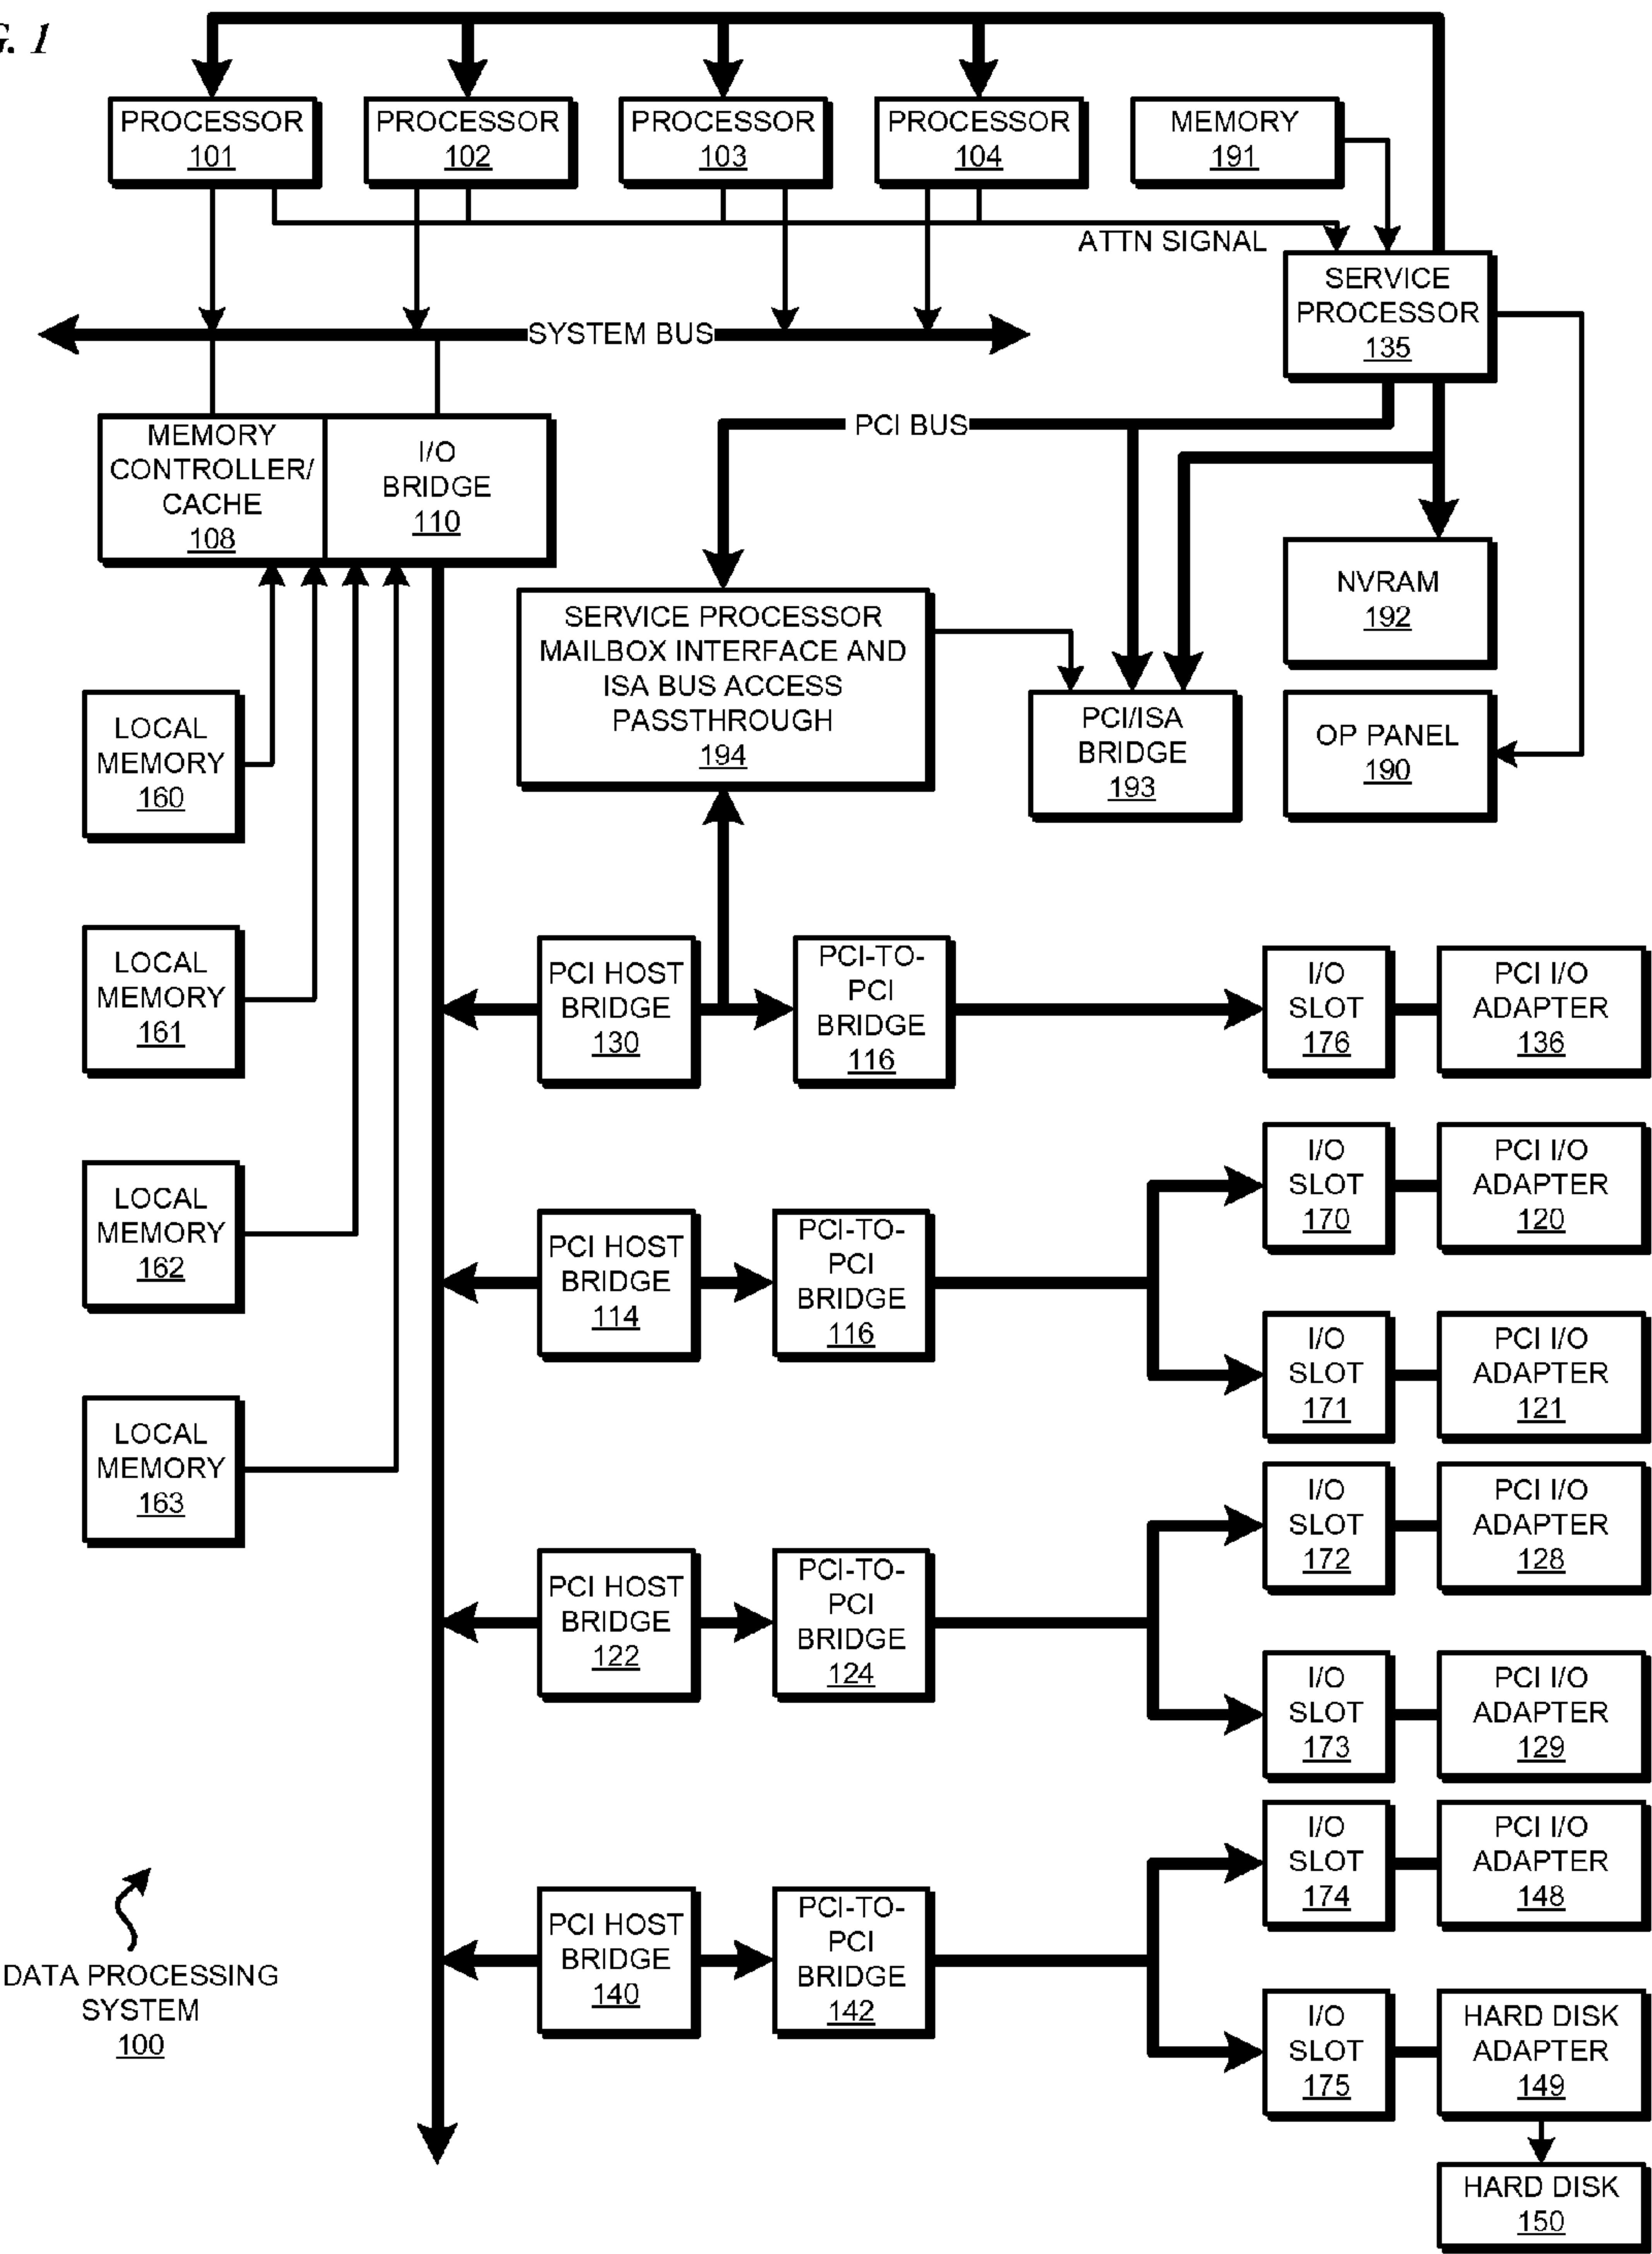 G. 1
PROCESSOR
101
PROCESSOR
102
PROCESSOR
103
PROCESSOR
104
MEMORY
191
ATTN SIGNAL
SERVICE
PROCESSOR
135
SYSTEM BUS
PCI BUS
MEMORY
CONTROLLER/
CACHE
108
I/O
BRIDGE
110
NVRAM
192
SERVICE PROCESSOR
MAILBOX INTERFACE AND
ISA BUS ACCESS
PASSTHROUGH
194
PCI/ISA
BRIDGE
193
OP PANEL
190
LOCAL
MEMORY
160
LOCAL
MEMORY
161
LOCAL
MEMORY
162
LOCAL
MEMORY
163
PCI HOST
BRIDGE
130
PCI-TO-
PCI
BRIDGE
116
I/O
SLOT
176
PCI I/O
ADAPTER
136
PCI HOST
BRIDGE
114
PCI-TO-
PCI
BRIDGE
116
I/O
SLOT
170
PCI I/O
ADAPTER
120
I/O
SLOT
171
PCI I/O
ADAPTER
121
PCI HOST
BRIDGE
122
PCI-TO-
PCI
BRIDGE
124
I/O
SLOT
172
PCI I/O
ADAPTER
128
I/O
SLOT
173
PCI I/O
ADAPTER
129
PCI HOST
BRIDGE
140
PCI-TO-
PCI
BRIDGE
142
I/O
SLOT
174
PCI I/O
ADAPTER
148
I/O
SLOT
175
HARD DISK
ADAPTER
149
HARD DISK
150
DATA PROCESSING
SYSTEM
100